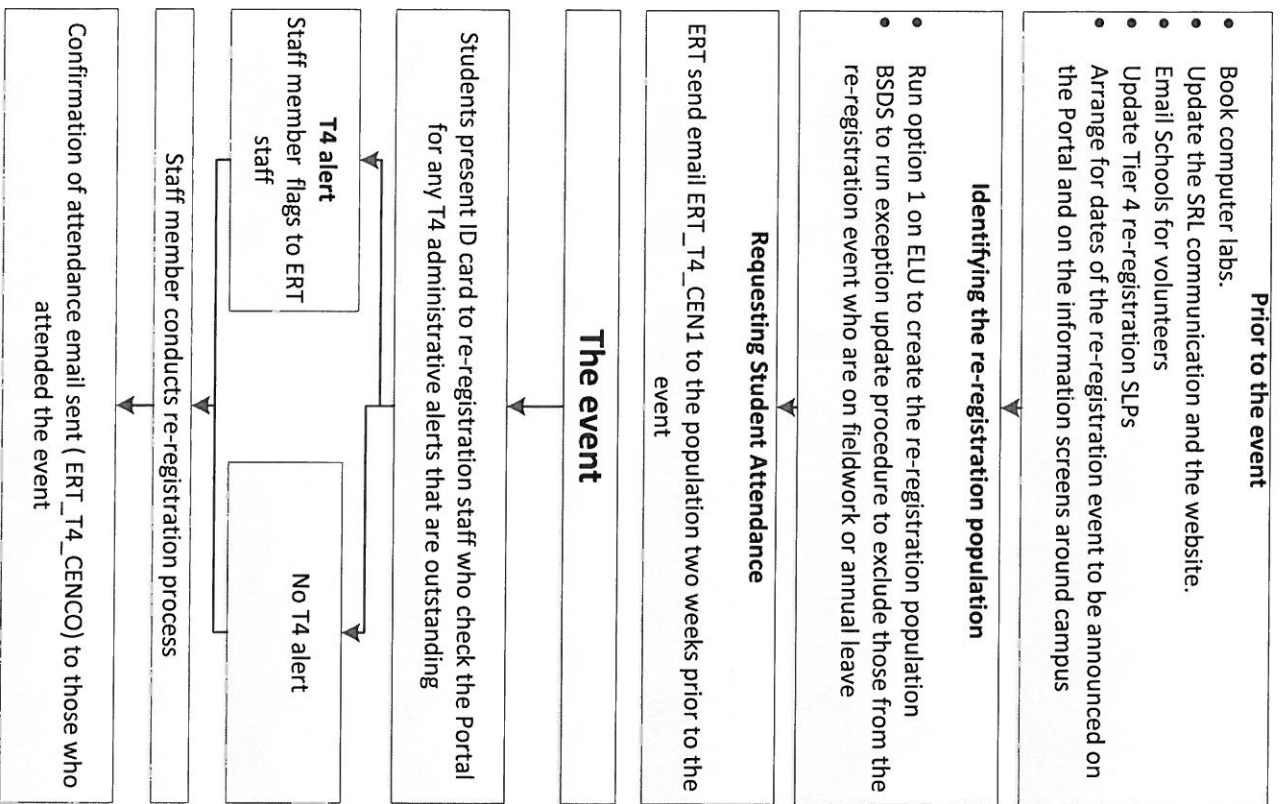 Prior to the event
Book computer labs.
Update the SRL communication and the website.
Email Schools for volunteers
Update Tier 4 re-registration SLPs
Arrange for dates of the re-registration event to be announced on
the Portal and on the information screens around campus
Identifying the re-registration population
Run option 1 on ELU to create the re-registration population
BSDS to run exception update procedure to exclude those from the
re-registration event who are on fieldwork or annual leave
Requesting Student Attendance
ERT send email ERT_T4_CEN1 to the population two weeks prior to the
event
The event
Students present ID card to re-registration staff who check the Portal
for any T4 administrative alerts that are outstanding
T4 alert
Staff member flags to ERT
staff
No T4 alert
Staff member conducts re-registration process
Confirmation of attendance email sent ( ERT_T4_CENCO) to those who
attended the event